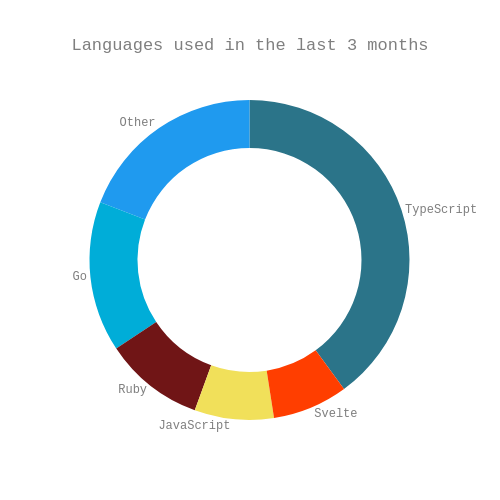 Languages used in the last 3 months
Other
TypeScript
Go
Ruby
Svelte
JavaScript